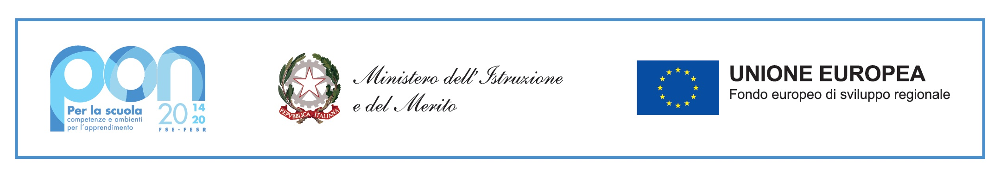 pon
Per la scuola
competenze e ambienti
per l'apprendimento
20 14 20
FSE-FESR
REPVBBLICA ITALIANA
Ministero dell'Istruzione
e del Merito
UNIONE EUROPEA
Fondo europeo di sviluppo regionale